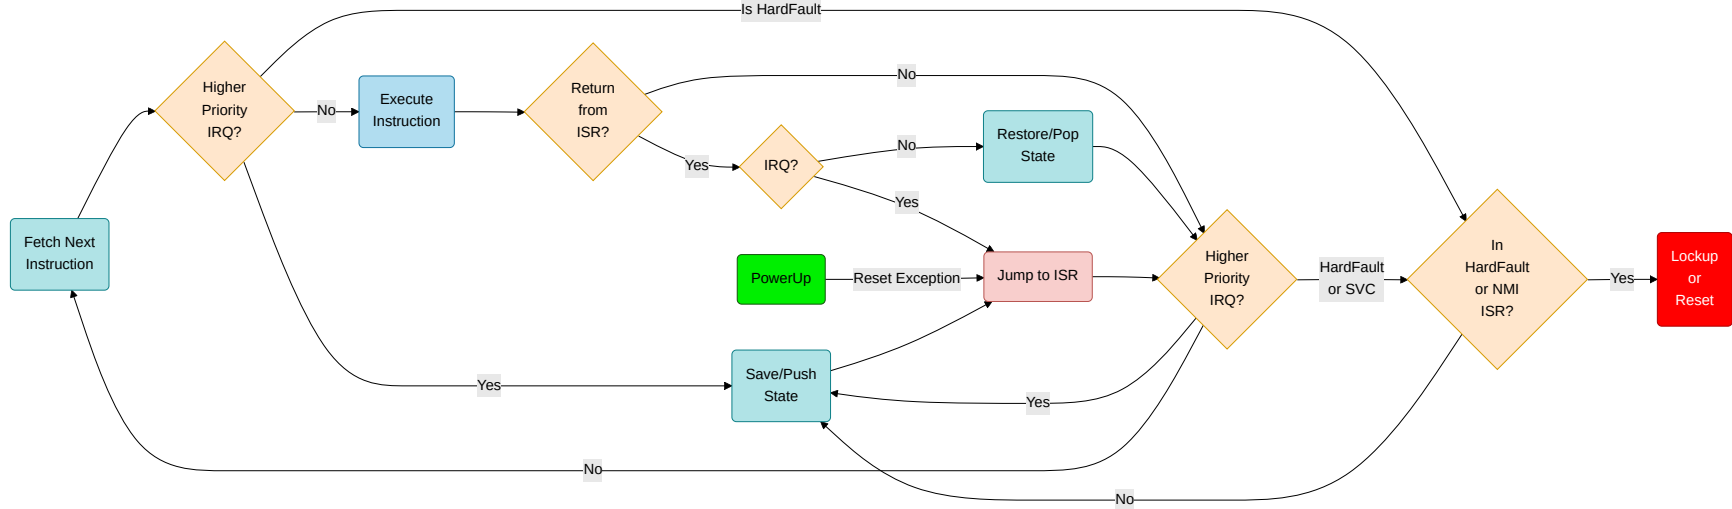 Is HardFault
Higher
Priority
IRQ?
No
Execute
Instruction
Return
from
ISR?
No
Yes
IRQ?
No
Restore/Pop
State
Yes
Fetch Next
Instruction
PowerUp
Reset Exception
Jump to ISR
Higher
Priority
IRQ?
HardFault
or SVC
In
HardFault
or NMI
ISR?
Yes
Lockup
or
Reset
Yes
Save/Push
State
Yes
No
No